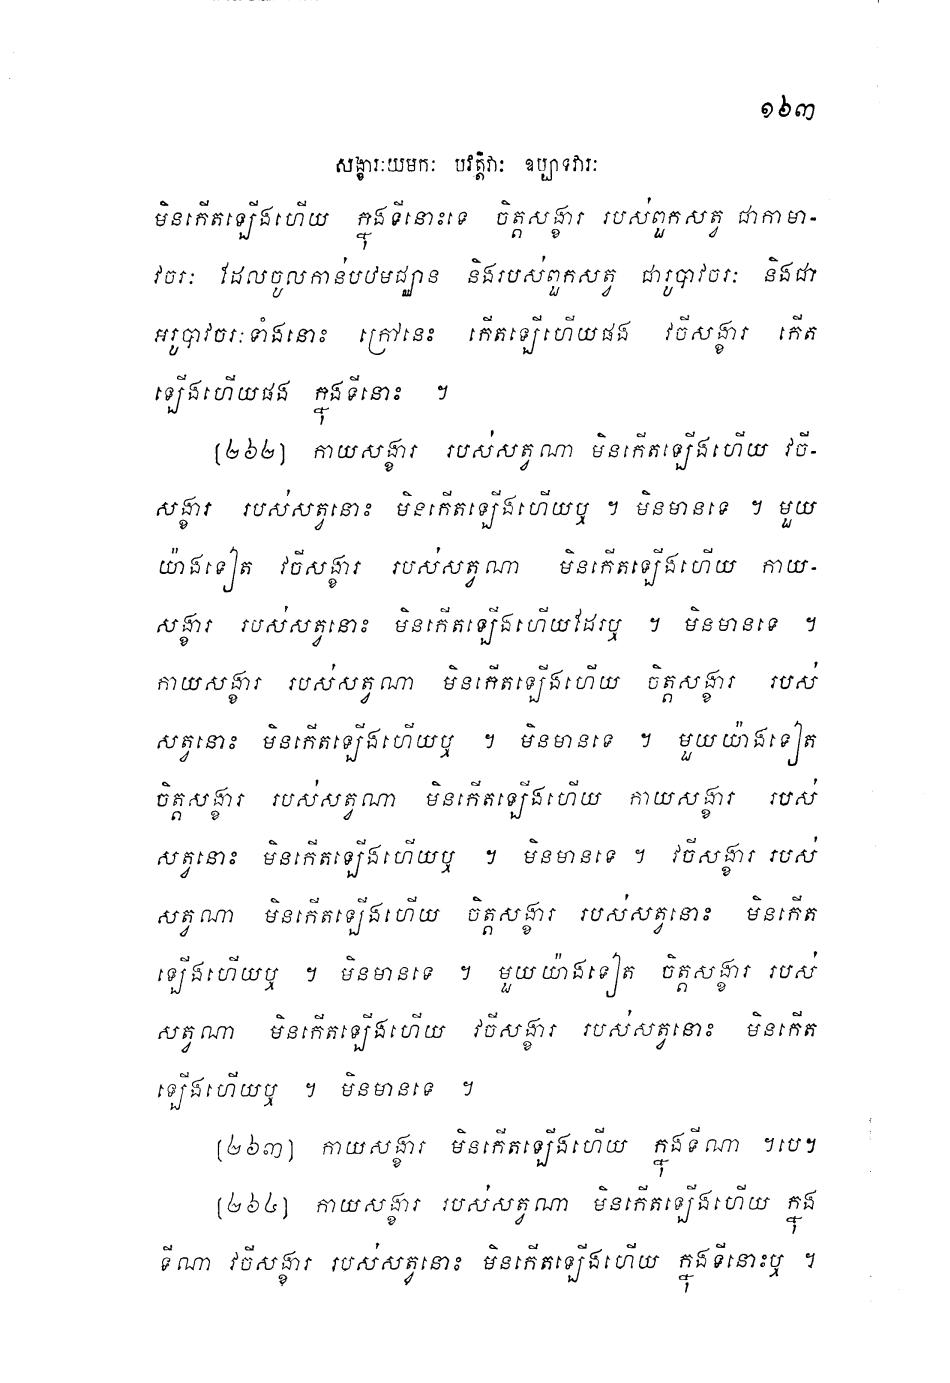 ១៦៣
សង្ខារៈយមកៈ បវត្តិវាៈ ឧប្បាទវារៈ
មិនកើតឡើងហើយ ក្នុងទីនោះទេ ចិត្តសង្ខារ របស់ពួកសត្វ ជាកាមា-
វចរៈ ដែលចូលកាន់បឋមជ្ឈាន និងរបស់ពួកសត្វ ជារូបាវចរៈ និងជា
អរូបាវចរៈទាំងនោះ ក្រៅនេះ កើតឡើហើយផង វចីសង្ខារ កើត
ឡើងហើយផង ក្នុងទីនោះ ។
(២៦២) កាយសង្ខារ របស់សត្វណា មិនកើតឡើងហើយ វចី-
សង្ខារ របស់សត្វនោះ មិនកើតឡើងហើយឬ ។ មិនមានទេ ។ មួយ
យ៉ាងទៀត វចីសង្ខារ របស់សត្វណា មិនកើតឡើងហើយ កាយ-
សង្ខារ របស់សត្វនោះ មិនកើតឡើងហើយដែរឬ ។ មិនមានទេ ។
កាយសង្ខារ របស់សត្វណា មិនកើតឡើងហើយ ចិត្តសង្ខារ របស់
សត្វនោះ មិនកើតឡើងហើយឬ ។ មិនមានទេ ។ មួយយ៉ាងទៀត
ចិត្តសង្ខារ របស់សត្វណា មិនកើតឡើងហើយ កាយសង្ខារ របស់
សត្វនោះ មិនកើតឡើងហើយឬ ។ មិនមានទេ ។ វចីសង្ខារ របស់
សត្វណា មិនកើតឡើងហើយ ចិត្តសង្ខារ របស់សត្វនោះ មិនកើត
ឡើងហើយឬ ។ មិនមានទេ ។ មួយយ៉ាងទៀត ចិត្តសង្ខារ របស់
សត្វណា មិនកើតឡើងហើយ វចីសង្ខារ របស់សត្វនោះ មិនកើត
ឡើងហើយឬ ។ មិនមានទេ ។
(២៦៣) កាយសង្ខារ មិនកើតឡើងហើយ ក្នុងទីណា ។បេ។
(២៦៤) កាយសង្ខារ របស់សត្វណា មិនកើតឡើងហើយ ក្នុង
ទីណា វចីសង្ខារ របស់សត្វនោះ មិនកើតឡើងហើយ ក្នុងទីនោះឬ ។